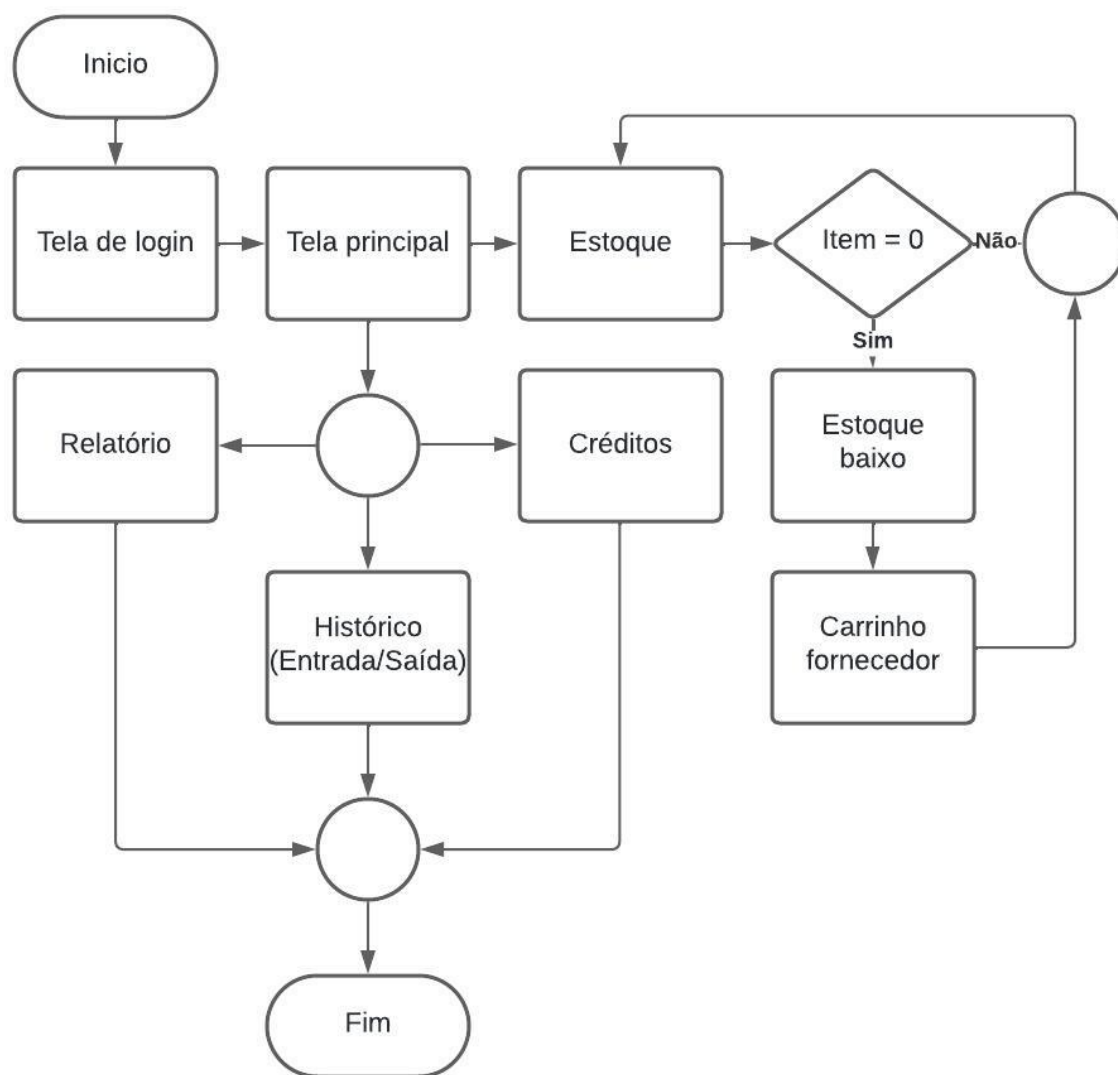 Inicio
Tela de login
Tela principal
Estoque
Item = 0
Não
Sim
Relatório
Créditos
Estoque
baixo
Histórico
(Entrada/Saída)
Carrinho
fornecedor
Fim